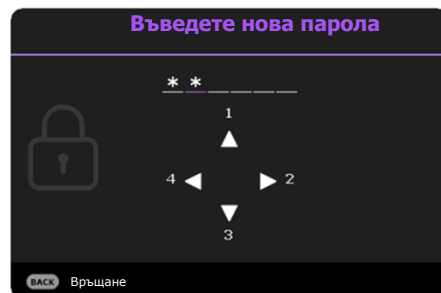 Въведете нова парола
* * _ _ _ _
1
4 2
3
BACK Връщане